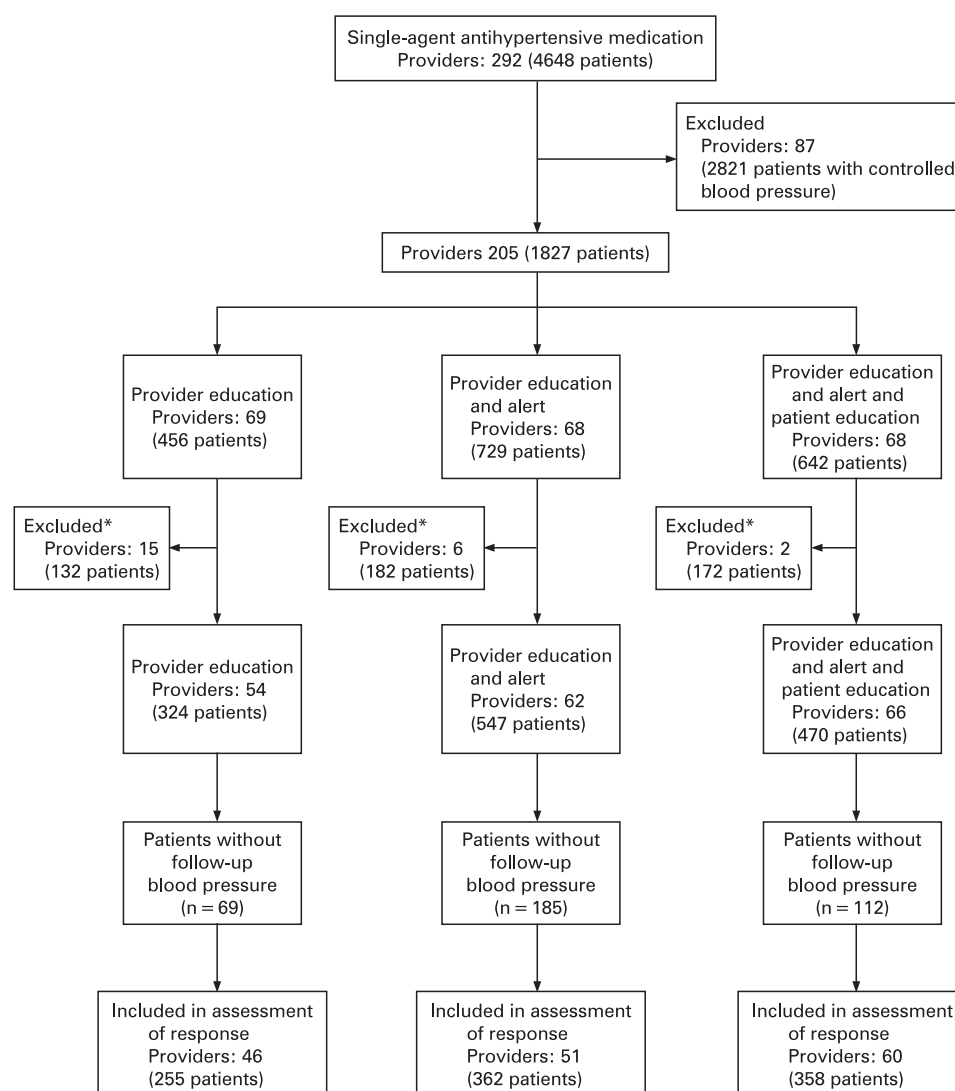 Single-agent antihypertensive medication
Providers: 292 (4648 patients)
Excluded
Providers: 87
(2821 patients with controlled
blood pressure)
Providers 205 (1827 patients)
Provider education
Providers: 69
(456 patients)
Provider education
and alert
Providers: 68
(729 patients)
Provider education
and alert and
patient education
Providers: 68
(642 patients)
Excluded*
Providers: 15
(132 patients)
Excluded*
Providers: 6
(182 patients)
Excluded*
Providers: 2
(172 patients)
Provider education
Providers: 54
(324 patients)
Provider education
and alert
Providers: 62
(547 patients)
Provider education
and alert and
patient education
Providers: 66
(470 patients)
Patients without
follow-up
blood pressure
(n = 69)
Patients without
follow-up
blood pressure
(n = 185)
Patients without
follow-up
blood pressure
(n = 112)
Included in assessment
of response
Providers: 46
(255 patients)
Included in assessment
of response
Providers: 51
(362 patients)
Included in assessment
of response
Providers: 60
(358 patients)